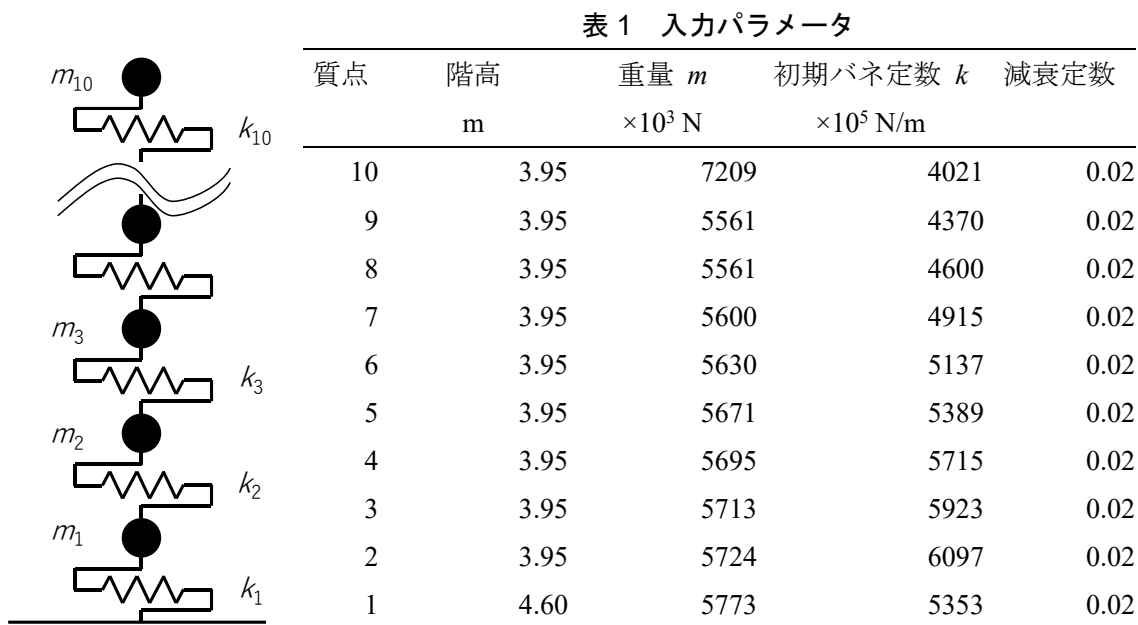 表 1 入力パラメータ
質点 階高 重量 m 初期バネ定数 k 減衰定数
m ×10³ N ×10⁵ N/m
10 3.95 7209 4021 0.02
9 3.95 5561 4370 0.02
8 3.95 5561 4600 0.02
7 3.95 5600 4915 0.02
6 3.95 5630 5137 0.02
5 3.95 5671 5389 0.02
4 3.95 5695 5715 0.02
3 3.95 5713 5923 0.02
2 3.95 5724 6097 0.02
1 4.60 5773 5353 0.02
m₁₀
k₁₀
m₃
k₃
m₂
k₂
m₁
k₁